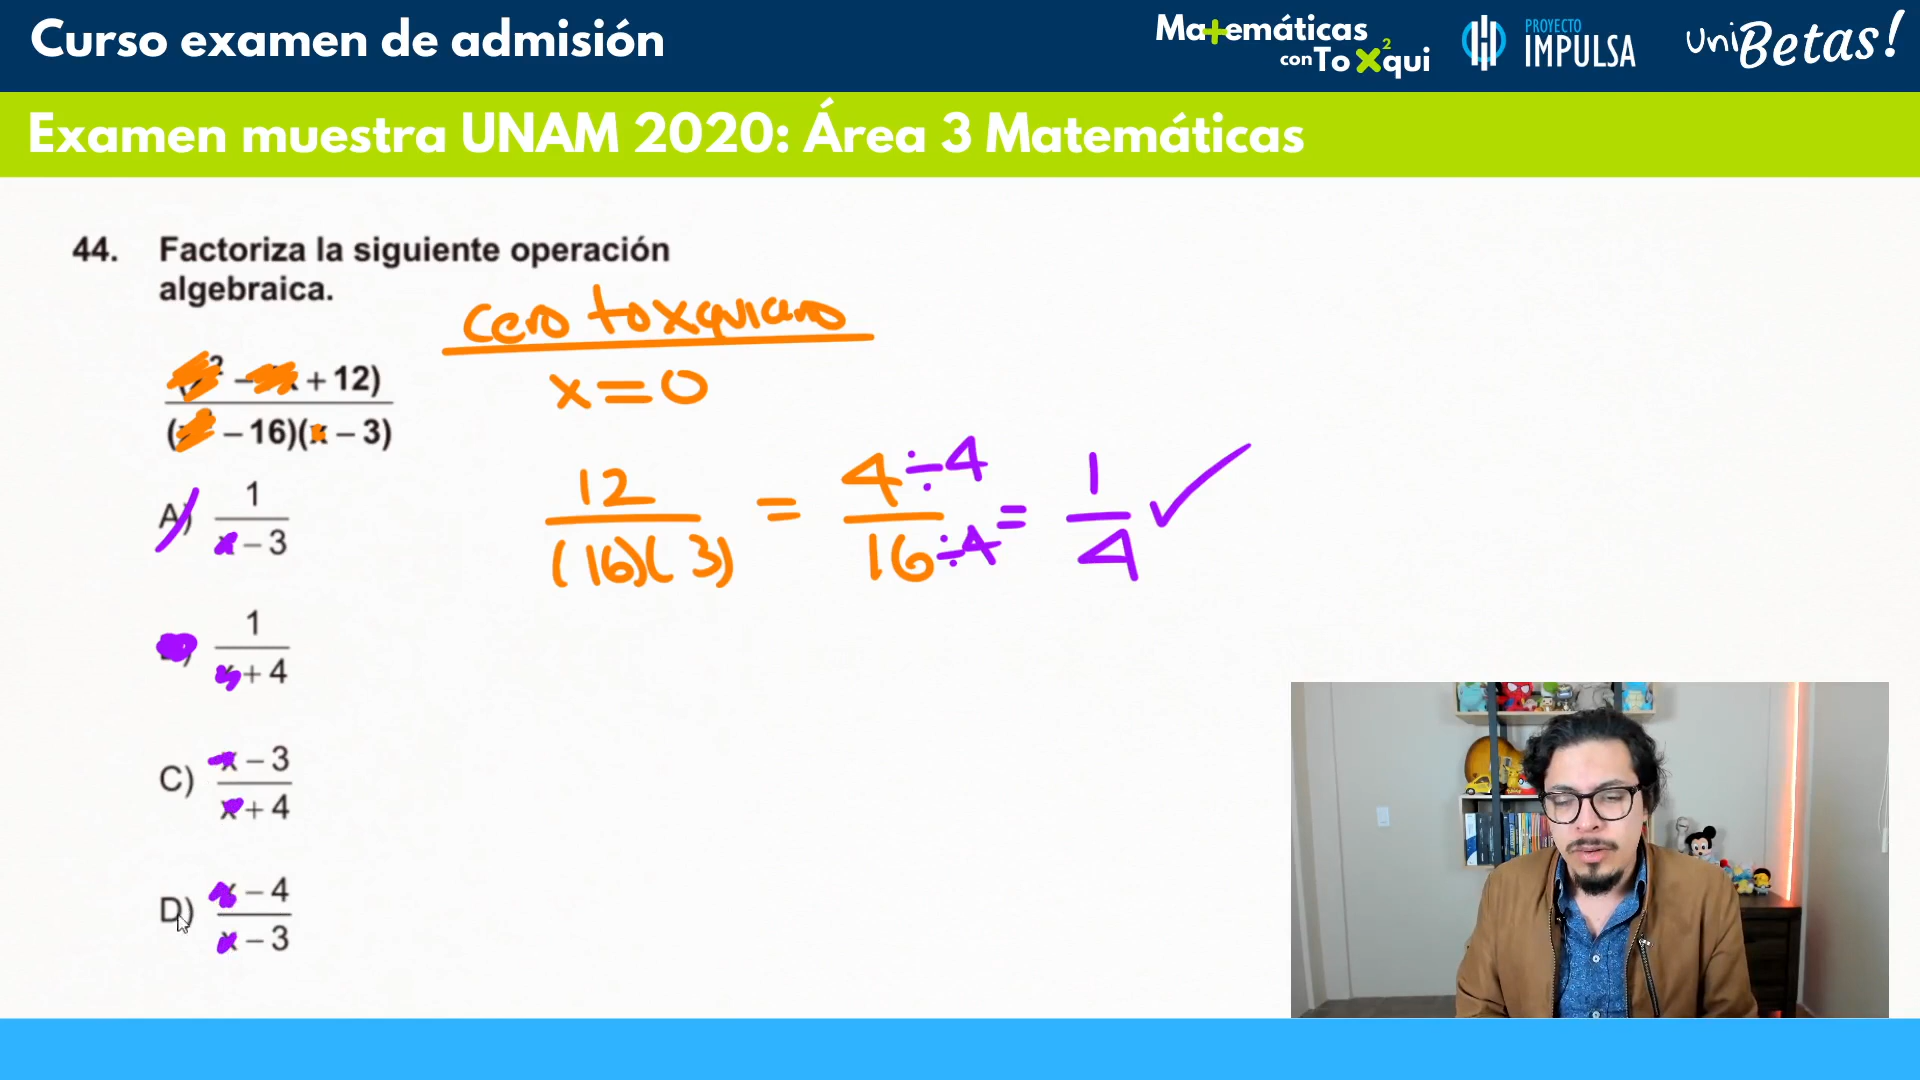 Curso examen de admisión
Matemáticas
con Toxqui
2
PROYECTO
IMPULSA
uniBetas!
Examen muestra UNAM 2020: Área 3 Matemáticas
44. Factoriza la siguiente operación
algebraica.
cero toxquiano
x = 0
² - + 12)
( - 16)( - 3)
12
(16)(3)
=
4 ÷4
16 ÷4
=
1
4
✓
A) 1
x - 3
1
+ 4
C) x - 3
x + 4
D) x - 4
x - 3